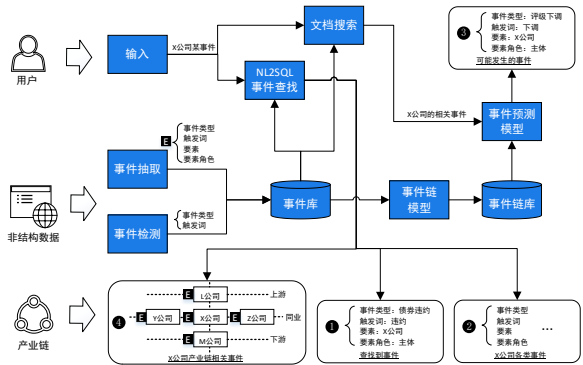 用户
输入
X公司某事件
文档搜索
NL2SQL
事件查找
3
事件类型：评级下调
触发词：下调
要素：X公司
要素角色：主体
可能发生的事件
X公司的相关事件
事件预测
模型
E
事件类型
触发词
要素
要素角色
事件抽取
非结构数据
事件检测
事件类型
触发词
事件库
事件链
模型
事件链库
产业链
4
E
L公司
上游
E
Y公司
E
X公司
E
Z公司
同业
E
M公司
下游
X公司产业链相关事件
1
事件类型：债券违约
触发词：违约
要素：X公司
要素角色：主体
查找到事件
2
事件类型
触发词
要素
要素角色
...
X公司各类事件